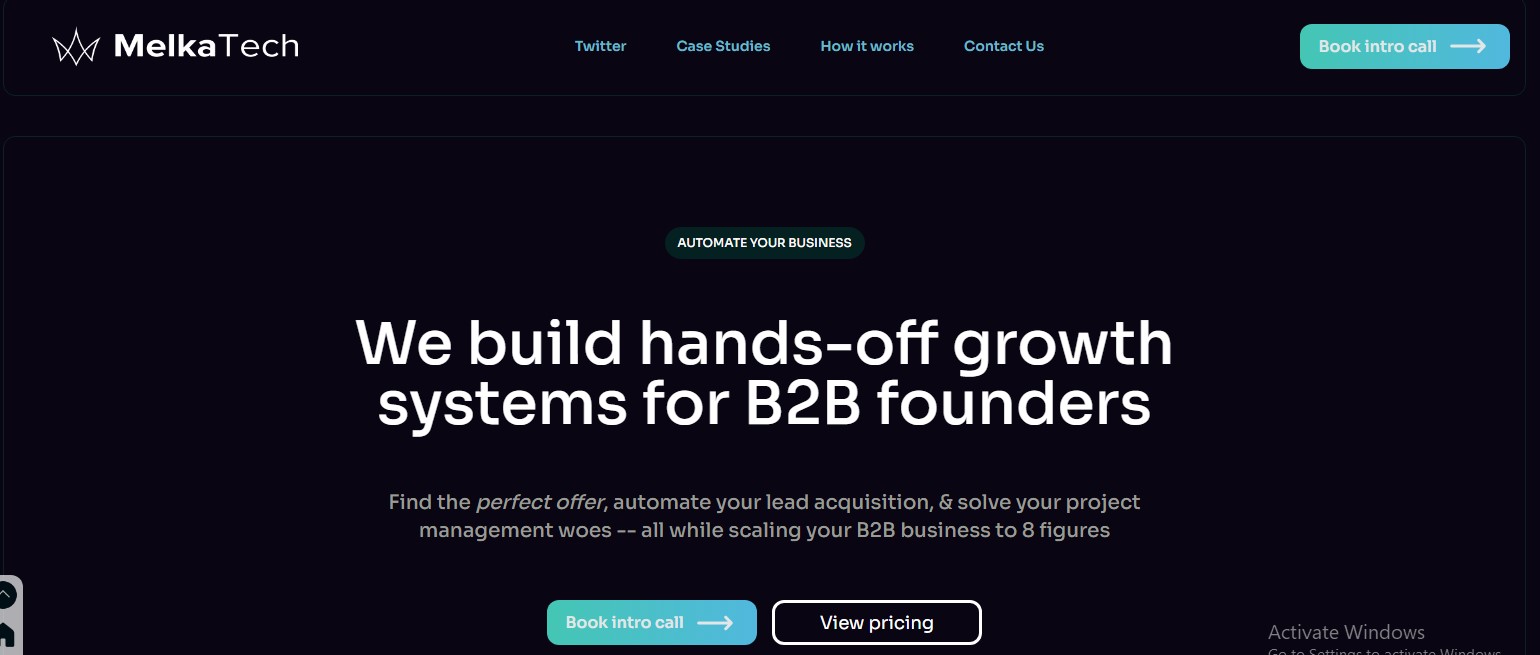 MelkaTech
Twitter
Case Studies
How it works
Contact Us
Book intro call
AUTOMATE YOUR BUSINESS
We build hands-off growth
systems for B2B founders
Find the perfect offer, automate your lead acquisition, & solve your project
management woes -- all while scaling your B2B business to 8 figures
Book intro call
View pricing
Activate Windows
Go to Settings to activate Windows.